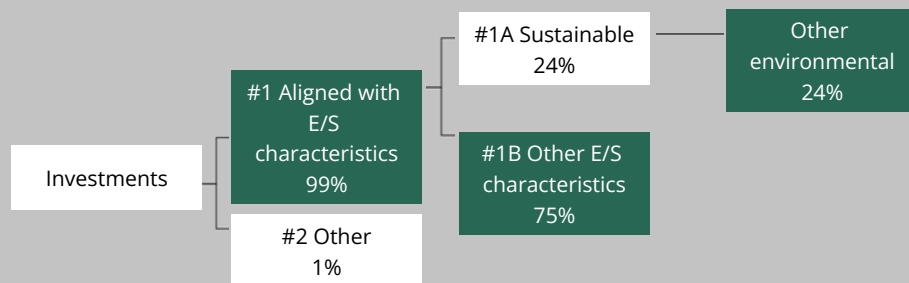 Investments
#1 Aligned with
E/S
characteristics
99%
#2 Other
1%
#1A Sustainable
24%
#1B Other E/S
characteristics
75%
Other
environmental
24%